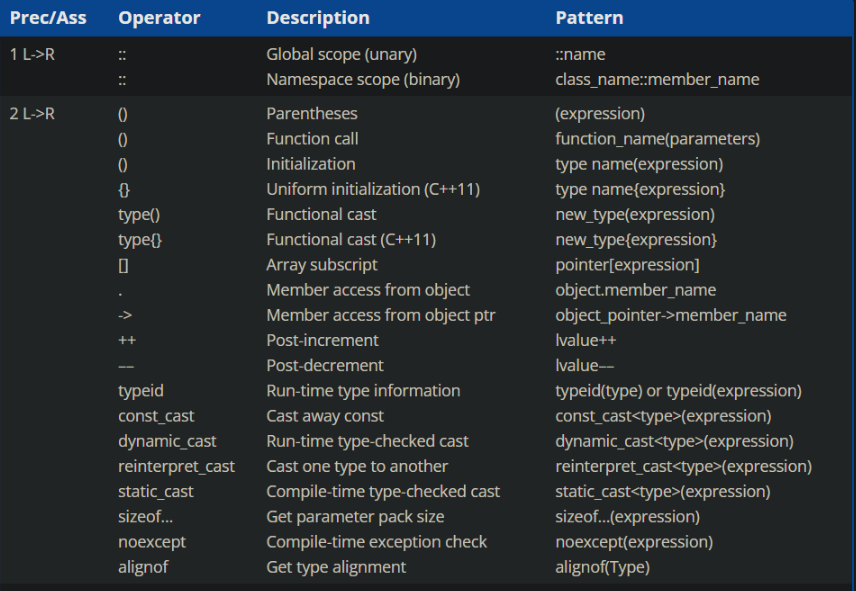 Prec/Ass Operator Description Pattern
1 L->R :: Global scope (unary) ::name
:: Namespace scope (binary) class_name::member_name
2 L->R () Parentheses (expression)
() Function call function_name(parameters)
() Initialization type name(expression)
{} Uniform initialization (C++11) type name{expression}
type() Functional cast new_type(expression)
type{} Functional cast (C++11) new_type{expression}
[] Array subscript pointer[expression]
. Member access from object object.member_name
-> Member access from object ptr object_pointer->member_name
++ Post-increment lvalue++
–– Post-decrement lvalue––
typeid Run-time type information typeid(type) or typeid(expression)
const_cast Cast away const const_cast<type>(expression)
dynamic_cast Run-time type-checked cast dynamic_cast<type>(expression)
reinterpret_cast Cast one type to another reinterpret_cast<type>(expression)
static_cast Compile-time type-checked cast static_cast<type>(expression)
sizeof... Get parameter pack size sizeof...(expression)
noexcept Compile-time exception check noexcept(expression)
alignof Get type alignment alignof(Type)